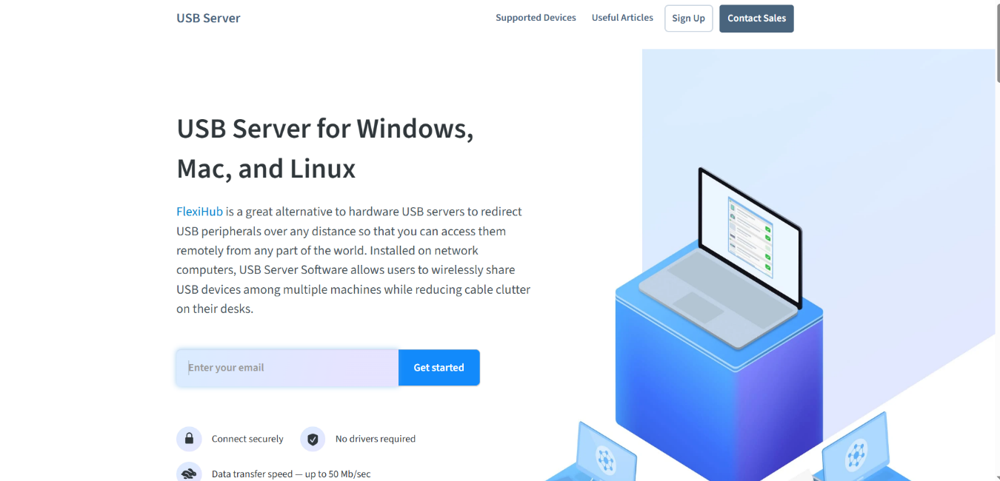 USB Server
Supported Devices
Useful Articles
Sign Up
Contact Sales
USB Server for Windows,
Mac, and Linux
FlexiHub is a great alternative to hardware USB servers to redirect
USB peripherals over any distance so that you can access them
remotely from any part of the world. Installed on network
computers, USB Server Software allows users to wirelessly share
USB devices among multiple machines while reducing cable clutter
on their desks.
Enter your email
Get started
Connect securely
No drivers required
Data transfer speed — up to 50 Mb/sec